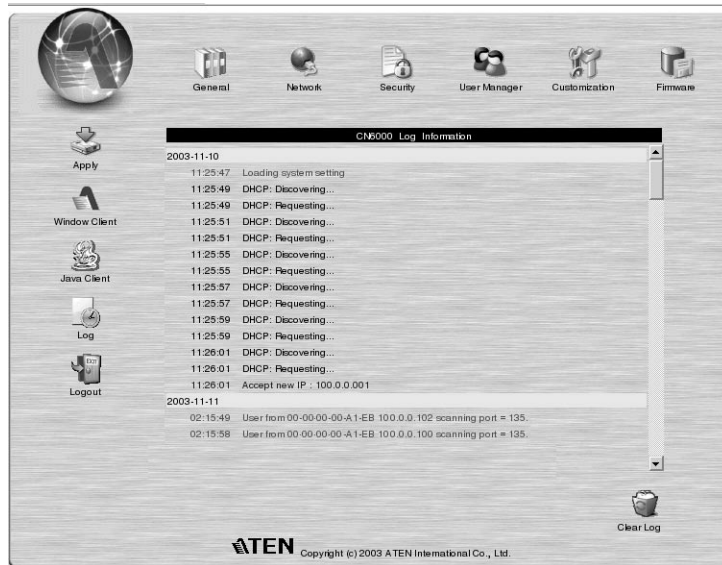 General Network Security User Manager Customization Firmware
Apply
Window Client
Java Client
Log
EXIT
Logout
CN6000 Log Information
2003-11-10
11:25:47 Loading system setting
11:25:49 DHCP: Discovering...
11:25:49 DHCP: Requesting...
11:25:51 DHCP: Discovering...
11:25:51 DHCP: Requesting...
11:25:55 DHCP: Discovering...
11:25:55 DHCP: Requesting...
11:25:57 DHCP: Discovering...
11:25:57 DHCP: Requesting...
11:25:59 DHCP: Discovering...
11:25:59 DHCP: Requesting...
11:26:01 DHCP: Discovering...
11:26:01 DHCP: Requesting...
11:26:01 Accept new IP : 100.0.0.001
2003-11-11
02:15:49 User from 00-00-00-00-A1-EB 100.0.0.102 scanning port = 135.
02:15:58 User from 00-00-00-00-A1-EB 100.0.0.100 scanning port = 135.
Clear Log
ATEN Copyright (c) 2003 ATEN International Co., Ltd.